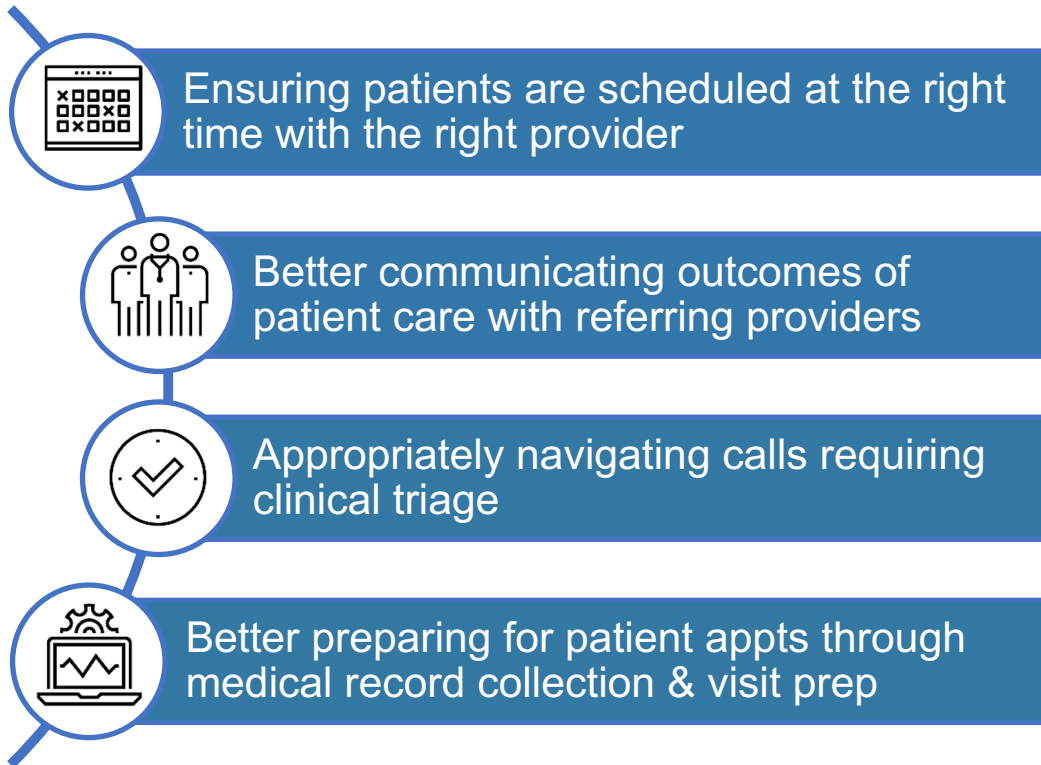 Ensuring patients are scheduled at the right
time with the right provider
Better communicating outcomes of
patient care with referring providers
Appropriately navigating calls requiring
clinical triage
Better preparing for patient appts through
medical record collection & visit prep